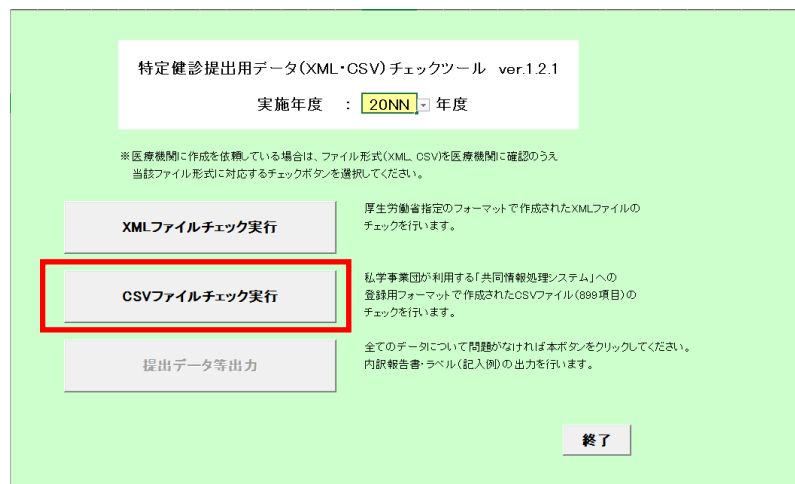 特定健診提出用データ(XML・CSV)チェックツール ver.1.2.1
実施年度 : 20NN 年度
※医療機関に作成を依頼している場合は、ファイル形式(XML, CSV)を医療機関に確認のうえ
当該ファイル形式に対応するチェックボタンを選択してください。
XMLファイルチェック実行
厚生労働省指定のフォーマットで作成されたXMLファイルの
チェックを行います。
CSVファイルチェック実行
私学事業団が利用する「共同情報処理システム」への
登録用フォーマットで作成されたCSVファイル(899項目)の
チェックを行います。
提出データ等出力
全てのデータについて問題がなければ本ボタンをクリックしてください。
内訳報告書・ラベル(記入例)の出力を行います。
終了